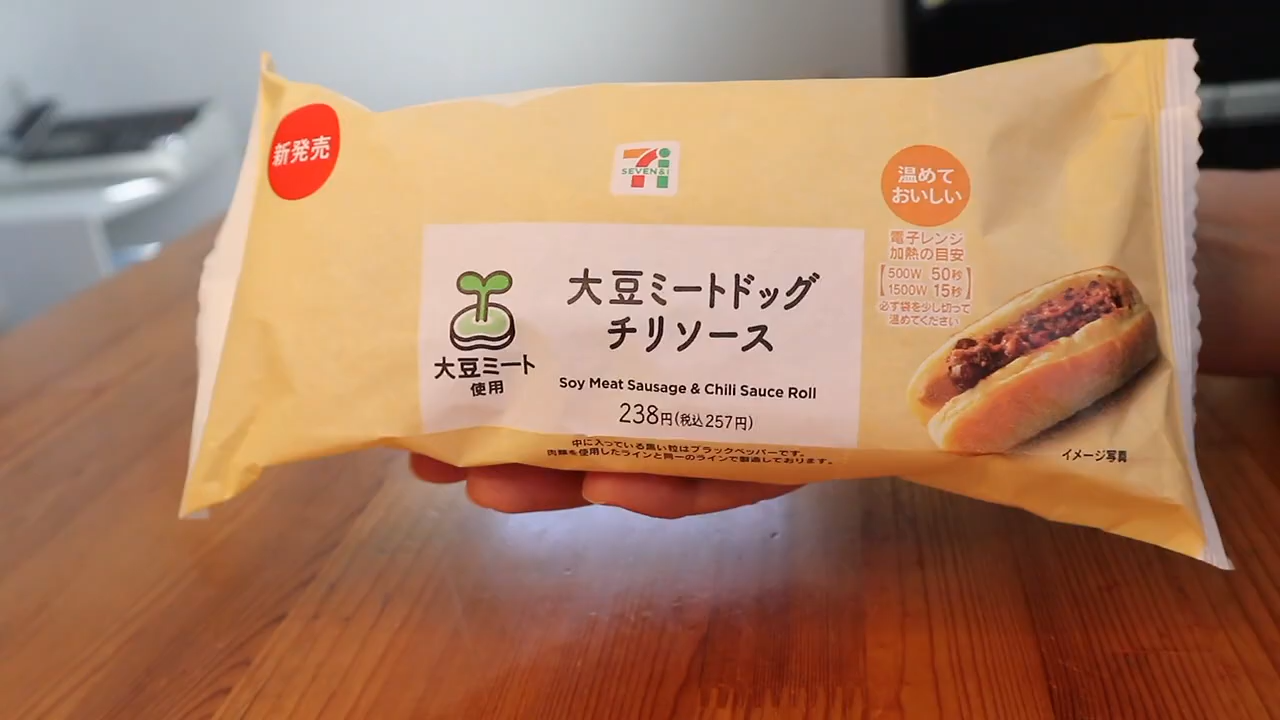 新発売
SEVEN&i
温めて
おいしい
電子レンジ
加熱の目安
500W 50秒
1500W 15秒
必ず袋を少し切って
温めてください
大豆ミートドッグ
チリソース
大豆ミート
使用
Soy Meat Sausage & Chili Sauce Roll
238円(税込257円)
中に入っている黒い粒はブラックペッパーです。
肉類を使用したラインと同一のラインで製造しております。
イメージ写真